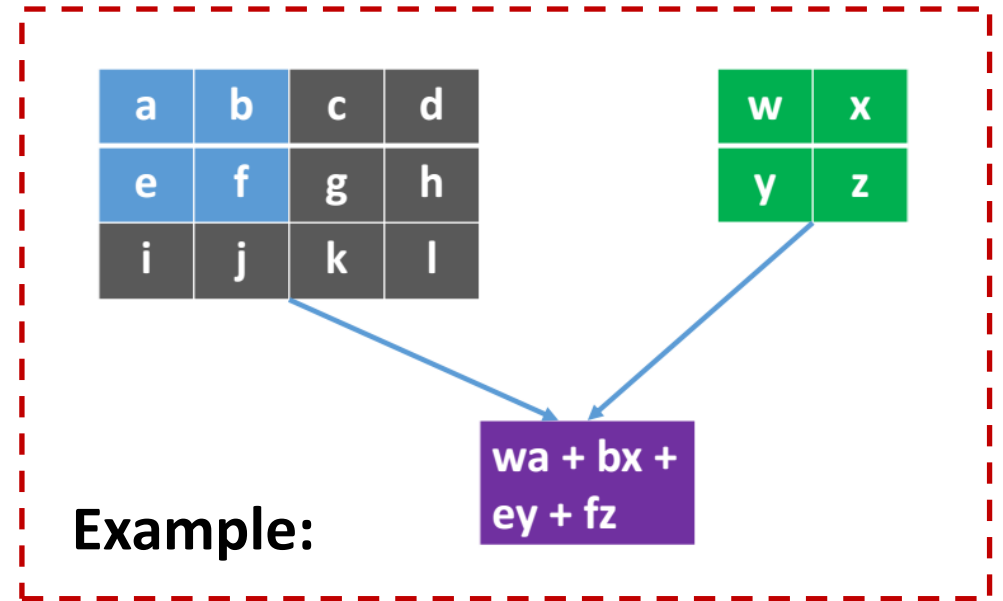 a b c d w x
e f g h y z
i j k l
wa + bx +
ey + fz
Example: